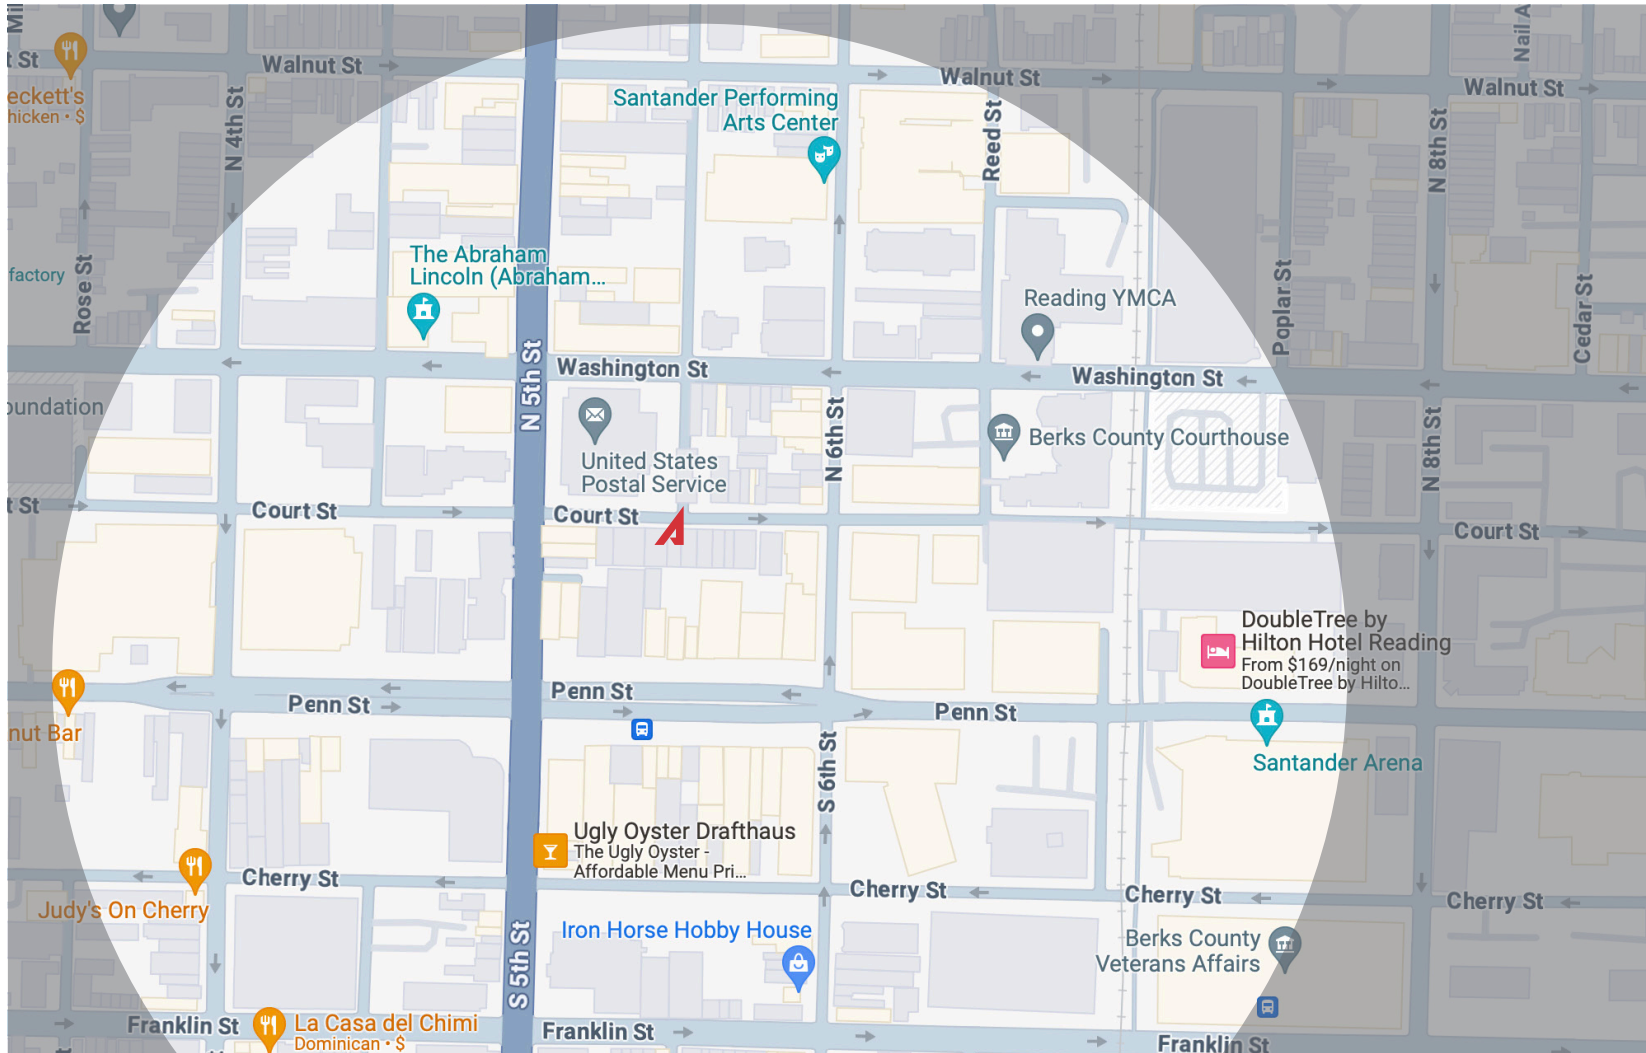 Walnut St
Walnut St
Walnut St
t St
eckett's
hicken • $
N 4th St
Santander Performing
Arts Center
Reed St
N 8th St
Nail A
factory
Rose St
The Abraham
Lincoln (Abraham...
Reading YMCA
Poplar St
Cedar St
N 5th St
Washington St
Washington St
oundation
United States
Postal Service
N 6th St
Berks County Courthouse
N 8th St
t St
Court St
Court St
Court St
DoubleTree by
Hilton Hotel Reading
From $169/night on
DoubleTree by Hilto...
Penn St
Penn St
Penn St
nut Bar
S 6th St
Santander Arena
Ugly Oyster Drafthaus
The Ugly Oyster -
Affordable Menu Pri...
Cherry St
Cherry St
Cherry St
Cherry St
Judy's On Cherry
S 5th St
Iron Horse Hobby House
Berks County
Veterans Affairs
Franklin St
La Casa del Chimi
Dominican • $
Franklin St
Franklin St